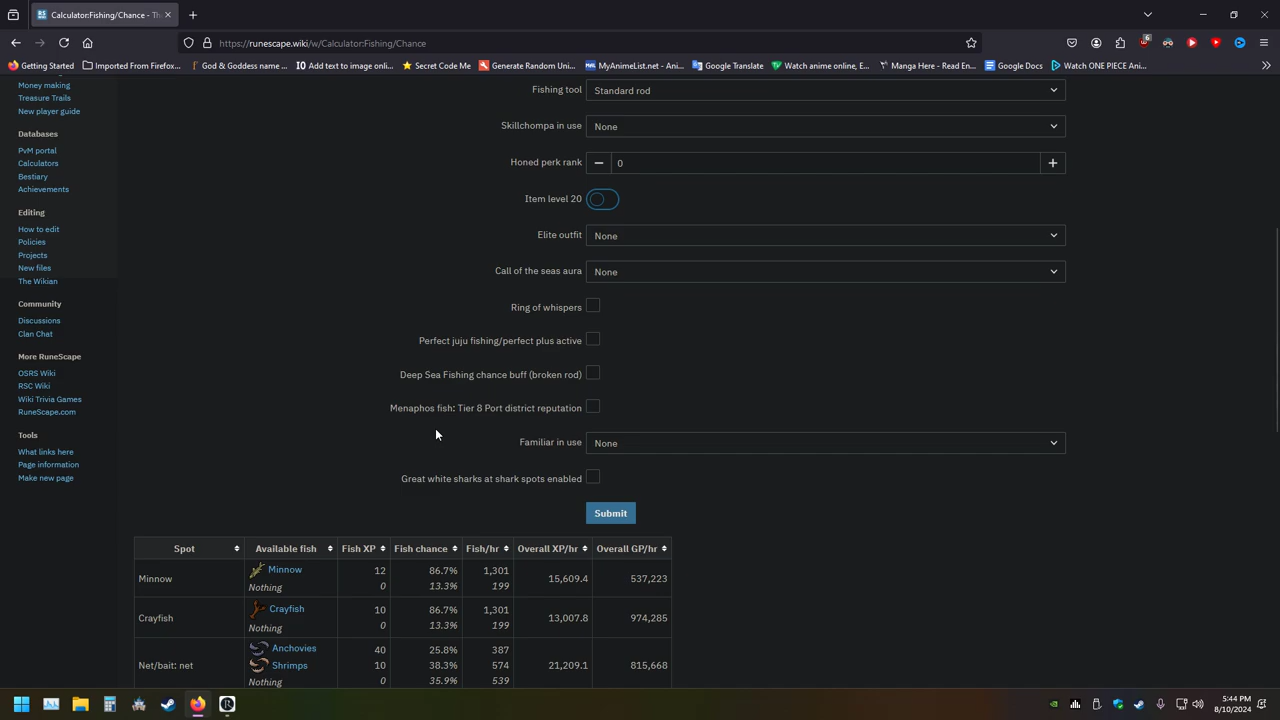 Calculator:Fishing/Chance - Th
https://runescape.wiki/w/Calculator:Fishing/Chance
Getting Started
Imported From Firefox...
God & Goddess name ...
Add text to image onli...
Secret Code Me
Generate Random Uni...
MyAnimeList.net - Ani...
Google Translate
Watch anime online, E...
Manga Here - Read En...
Google Docs
Watch ONE PIECE Ani...
Money making
Treasure Trails
New player guide
Databases
PvM portal
Calculators
Bestiary
Achievements
Editing
How to edit
Policies
Projects
New files
The Wikian
Community
Discussions
Clan Chat
More RuneScape
OSRS Wiki
RSC Wiki
Wiki Trivia Games
RuneScape.com
Tools
What links here
Page information
Make new page
Fishing tool Standard rod
Skillchompa in use None
Honed perk rank 0
Item level 20
Elite outfit None
Call of the seas aura None
Ring of whispers
Perfect juju fishing/perfect plus active
Deep Sea Fishing chance buff (broken rod)
Menaphos fish: Tier 8 Port district reputation
Familiar in use None
Great white sharks at shark spots enabled
Submit
Spot Available fish Fish XP Fish chance Fish/hr Overall XP/hr Overall GP/hr
Minnow Minnow 12 86.7% 1,301 15,609.4 537,223
Nothing 0 13.3% 199
Crayfish Crayfish 10 86.7% 1,301 13,007.8 974,285
Nothing 0 13.3% 199
Net/bait: net Anchovies 40 25.8% 387 21,209.1 815,668
Shrimps 10 38.3% 574
Nothing 0 35.9% 539
5:44 PM
8/10/2024